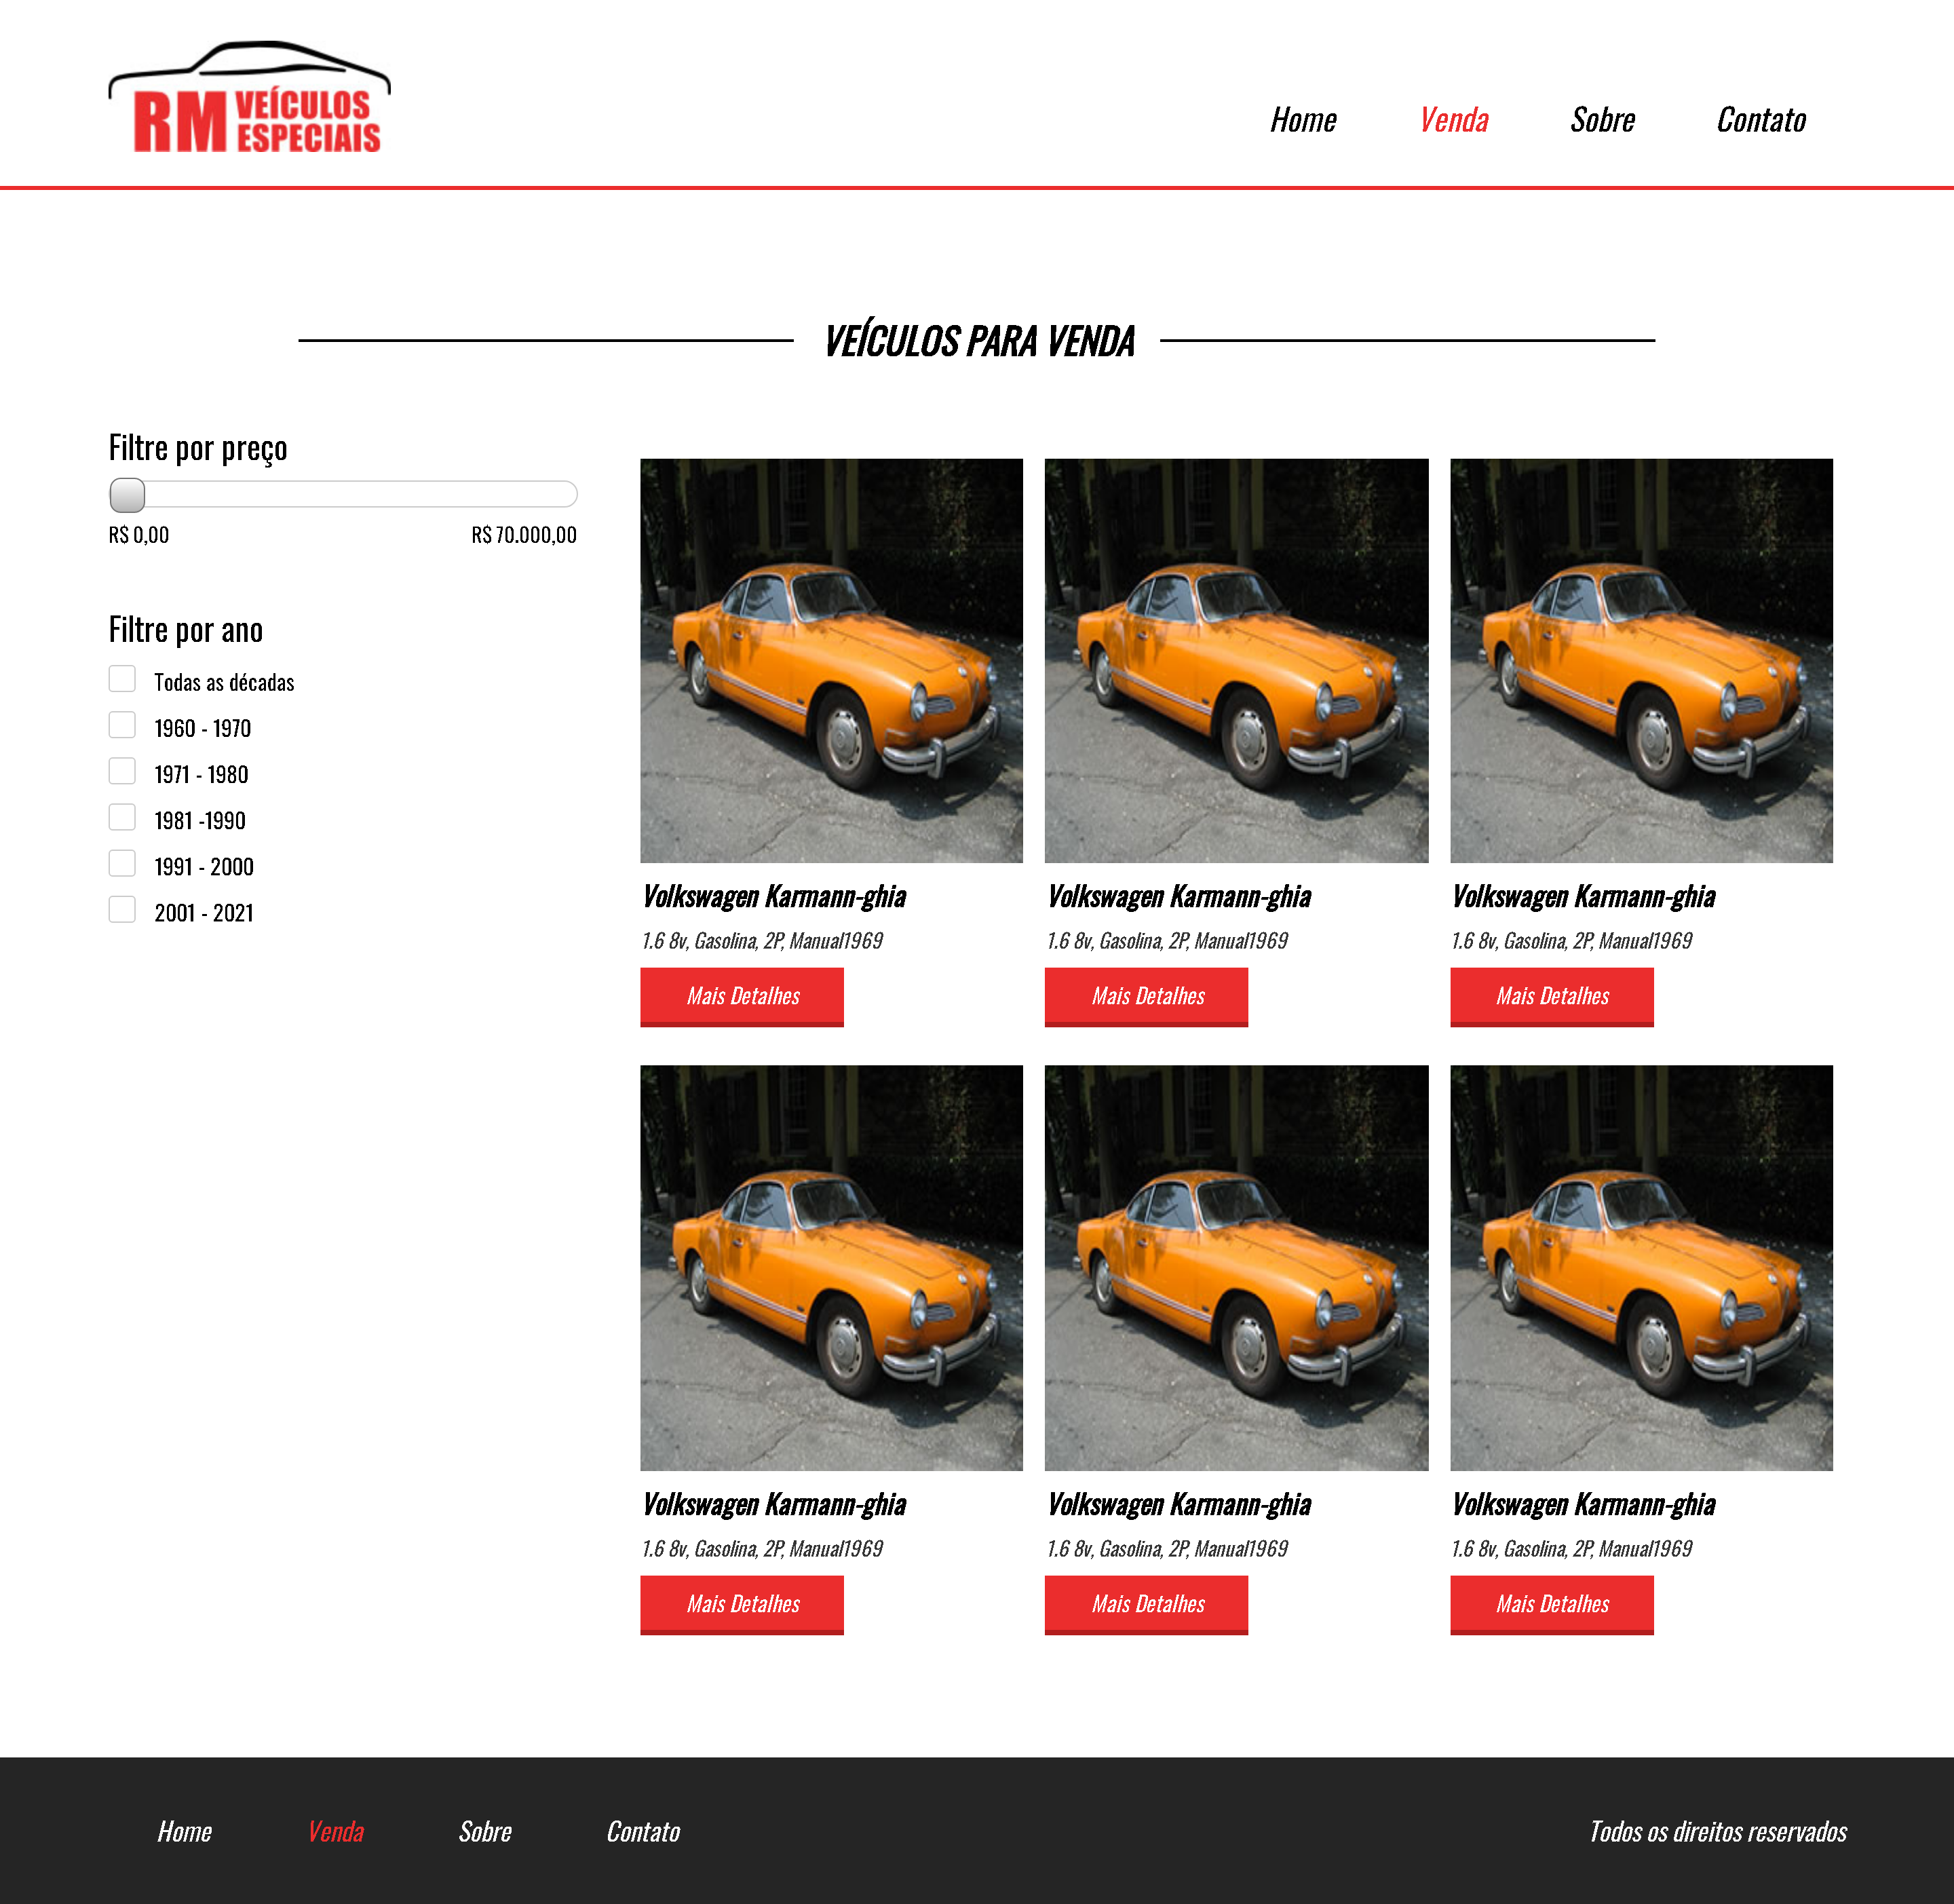 RM VEÍCULOS ESPECIAIS
Home Venda Sobre Contato
VEÍCULOS PARA VENDA
Filtre por preço
R$ 0,00 R$ 70.000,00
Filtre por ano
Todas as décadas
1960 - 1970
1971 - 1980
1981 -1990
1991 - 2000
2001 - 2021
Volkswagen Karmann-ghia Volkswagen Karmann-ghia Volkswagen Karmann-ghia
1.6 8v, Gasolina, 2P, Manual1969 1.6 8v, Gasolina, 2P, Manual1969 1.6 8v, Gasolina, 2P, Manual1969
Mais Detalhes Mais Detalhes Mais Detalhes
Volkswagen Karmann-ghia Volkswagen Karmann-ghia Volkswagen Karmann-ghia
1.6 8v, Gasolina, 2P, Manual1969 1.6 8v, Gasolina, 2P, Manual1969 1.6 8v, Gasolina, 2P, Manual1969
Mais Detalhes Mais Detalhes Mais Detalhes
Home Venda Sobre Contato Todos os direitos reservados